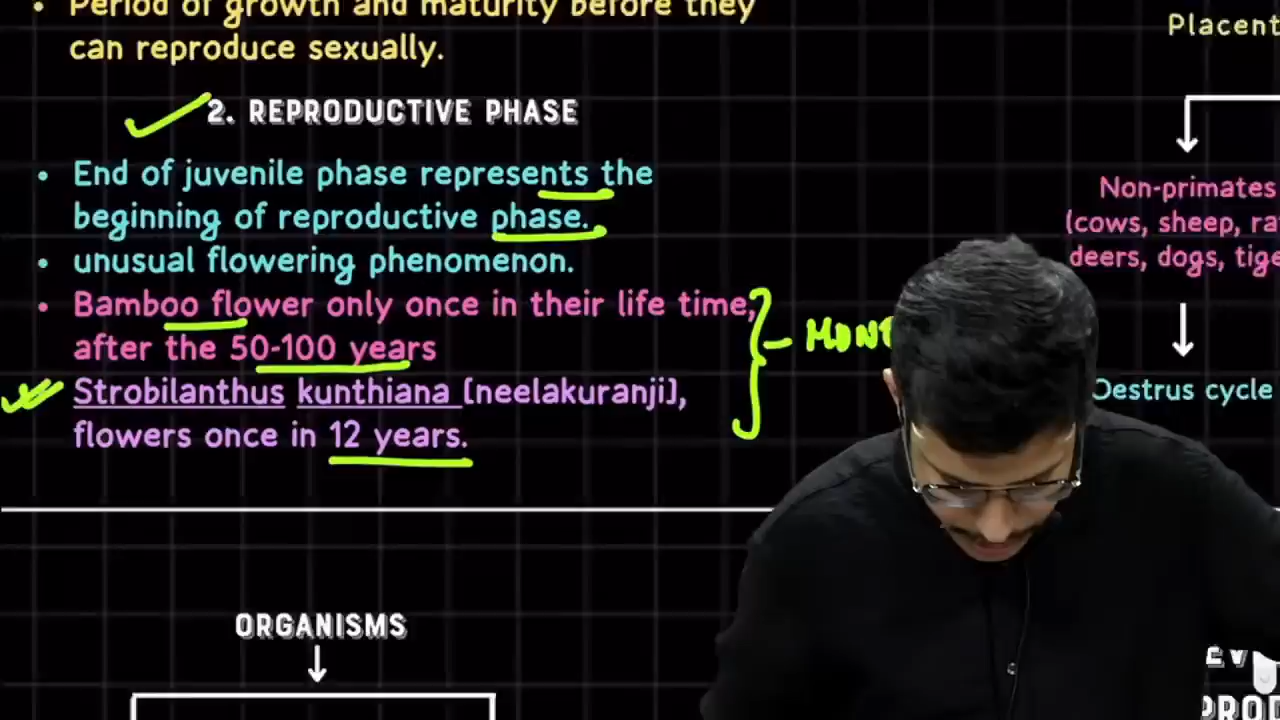 • Period of growth and maturity before they
can reproduce sexually.
2. REPRODUCTIVE PHASE
• End of juvenile phase represents the
beginning of reproductive phase.
• unusual flowering phenomenon.
• Bamboo flower only once in their life time,
after the 50-100 years
Strobilanthus kunthiana (neelakuranji),
flowers once in 12 years.
ORGANISMS
Placent
Non-primates
(cows, sheep, ra
deers, dogs, tige
Oestrus cycle